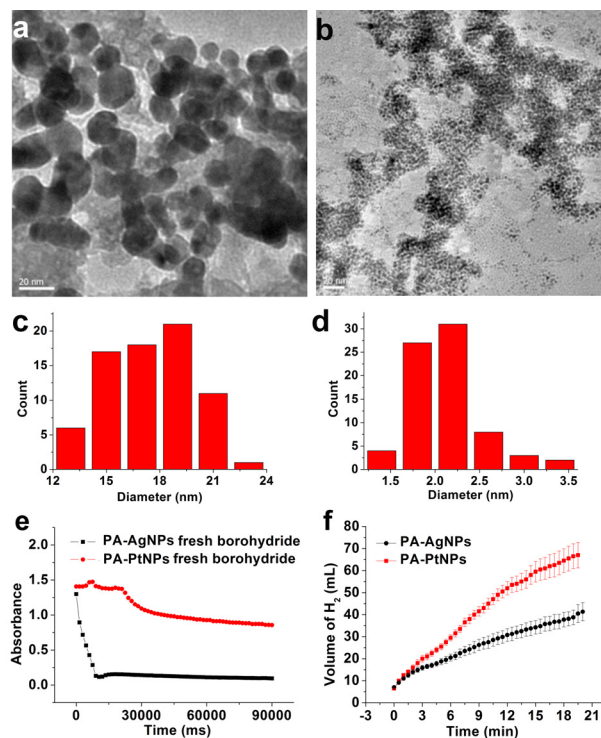 a
b
20 nm
20 nm
c
Count
20
15
10
5
0
12
15
18
21
24
Diameter (nm)
d
Count
30
25
20
15
10
5
0
1.5
2.0
2.5
3.0
3.5
Diameter (nm)
e
PA-AgNPs fresh borohydride
PA-PtNPs fresh borohydride
Absorbance
2.0
1.5
1.0
0.5
0.0
0
30000
60000
90000
Time (ms)
f
PA-AgNPs
PA-PtNPs
Volume of H2 (mL)
80
70
60
50
40
30
20
10
0
-3
0
3
6
9
12
15
18
21
Time (min)